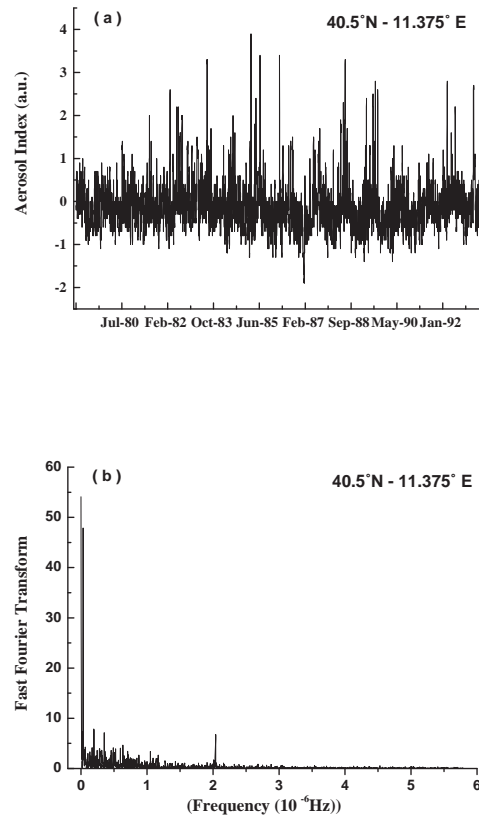 ( a )
40.5°N - 11.375° E
4
3
2
1
0
-1
-2
Aerosol Index (a.u.)
Jul-80 Feb-82 Oct-83 Jun-85 Feb-87 Sep-88 May-90 Jan-92
( b )
40.5°N - 11.375° E
60
50
40
30
20
10
0
Fast Fourier Transform
0 1 2 3 4 5 6
(Frequency (10 -6Hz))